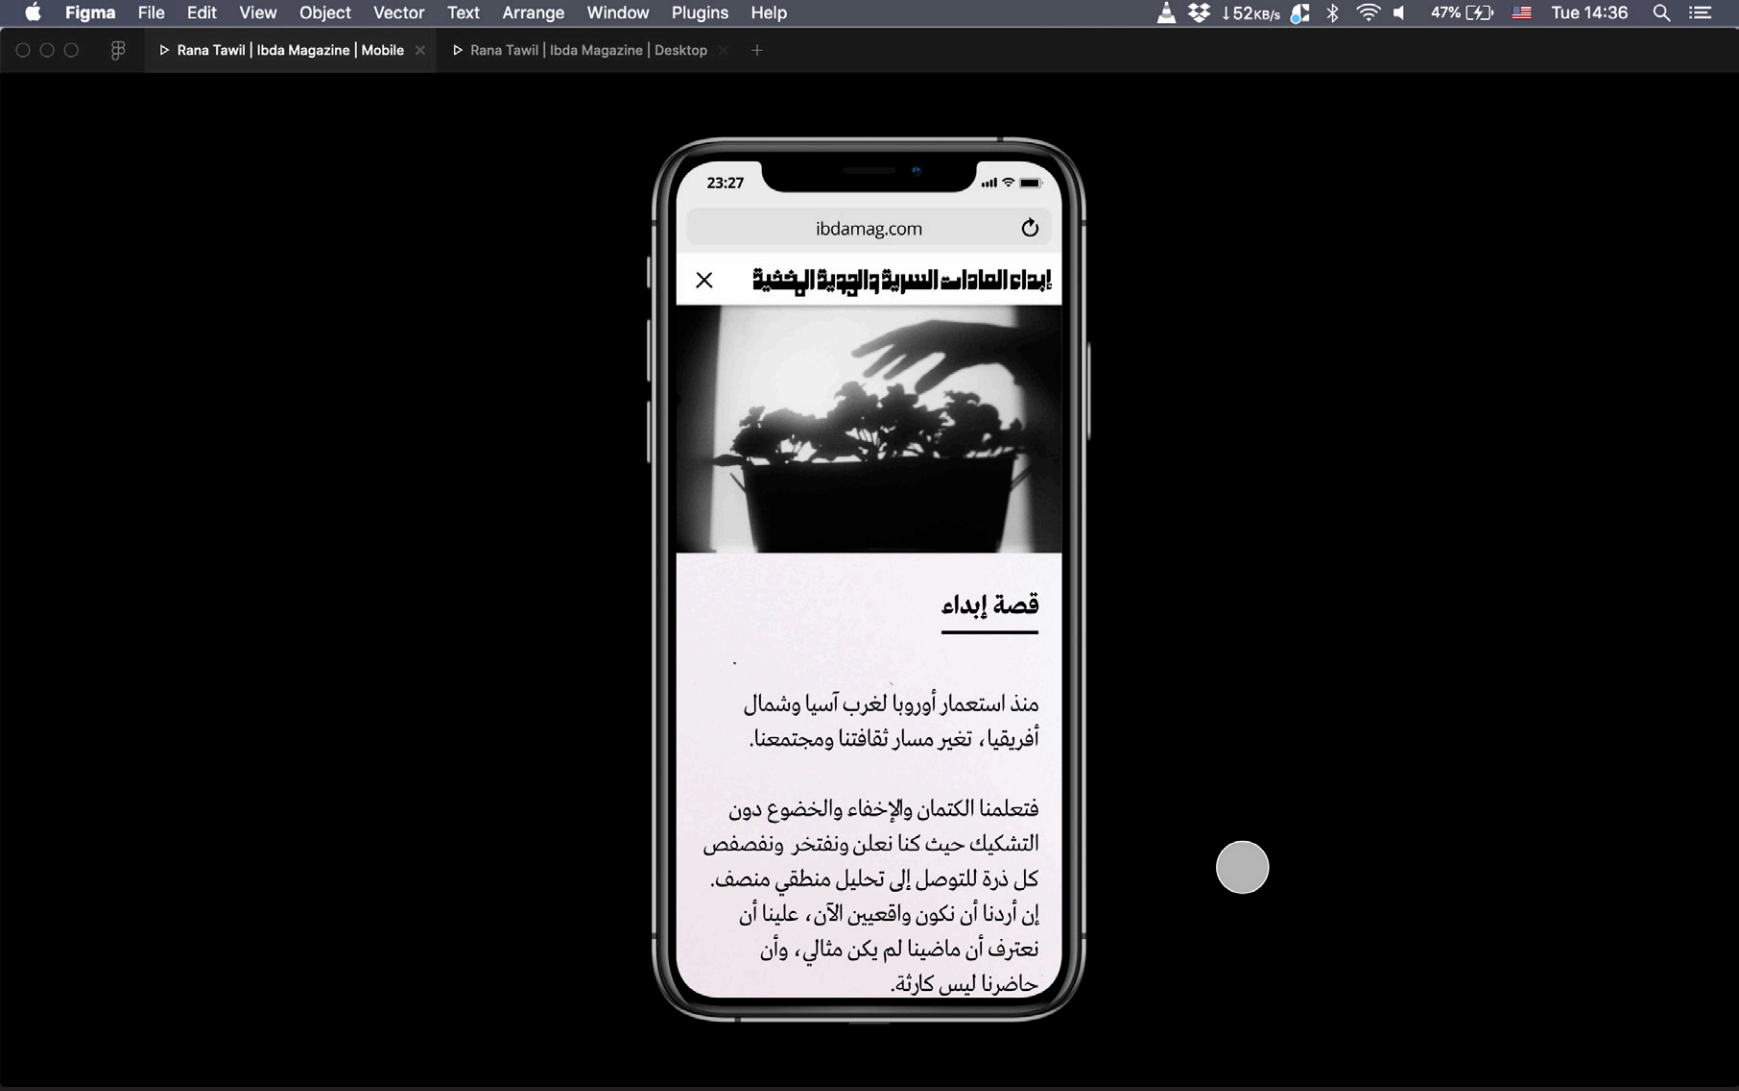 Figma File Edit View Object Vector Text Arrange Window Plugins Help ↓52KB/s 47% Tue 14:36
Rana Tawil | Ibda Magazine | Mobile Rana Tawil | Ibda Magazine | Desktop
23:27
ibdamag.com
إبداء العادات السرية والهوية الخفية
قصة إبداء
منذ استعمار أوروبا لغرب آسيا وشمال
أفريقيا، تغير مسار ثقافتنا ومجتمعنا.
فتعلمنا الكتمان والإخفاء والخضوع دون
التشكيك حيث كنا نعلن ونفتخر ونفصفص
كل ذرة للتوصل إلى تحليل منطقي منصف.
إن أردنا أن نكون واقعيين الآن، علينا أن
نعترف أن ماضينا لم يكن مثالي، وأن
حاضرنا ليس كارثة.